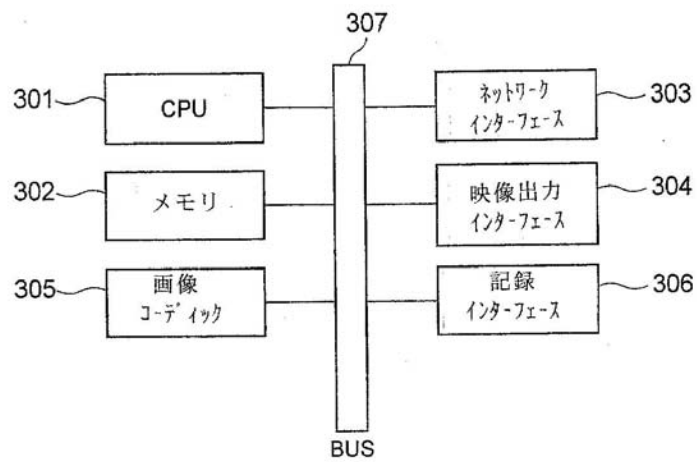 307
301
CPU
ネットワーク
インターフェース
303
302
メモリ
映像出力
インターフェース
304
305
画像
コーディック
記録
インターフェース
306
BUS